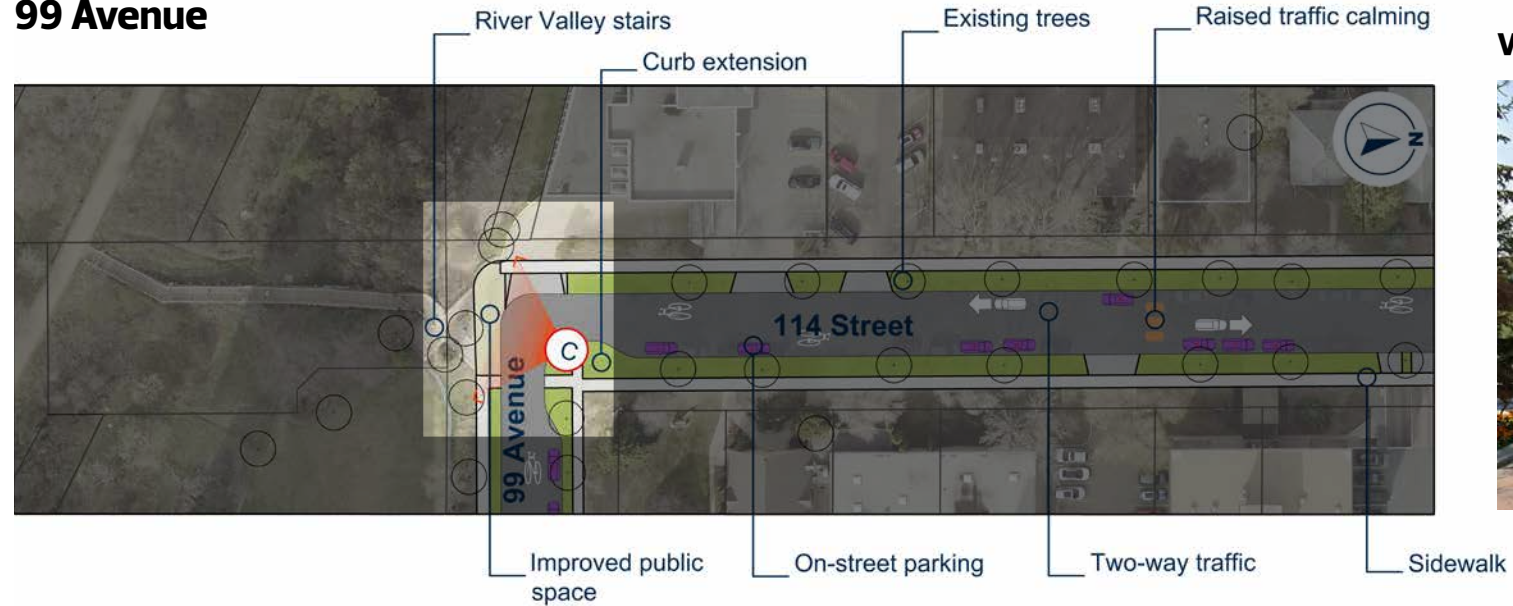 99 Avenue
River Valley stairs
Existing trees
Raised traffic calming
Curb extension
N
114 Street
C
99 Avenue
Improved public
space
On-street parking
Two-way traffic
Sidewalk